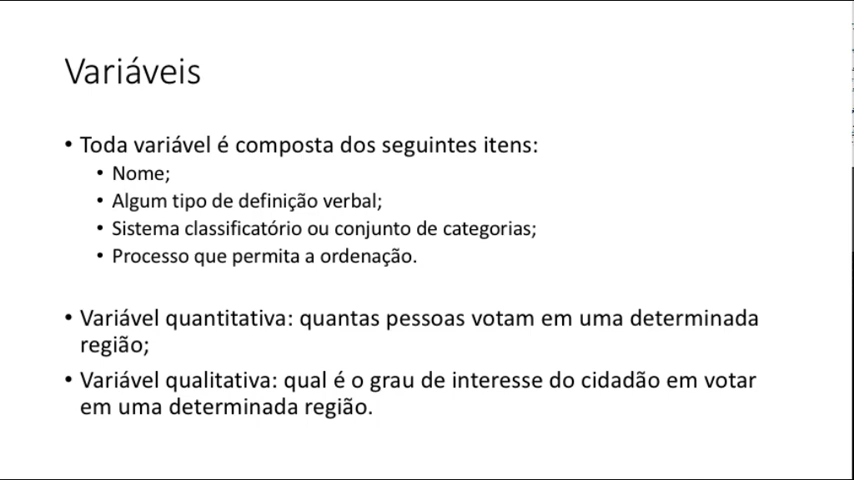 Variáveis
• Toda variável é composta dos seguintes itens:
• Nome;
• Algum tipo de definição verbal;
• Sistema classificatório ou conjunto de categorias;
• Processo que permita a ordenação.
• Variável quantitativa: quantas pessoas votam em uma determinada
região;
• Variável qualitativa: qual é o grau de interesse do cidadão em votar
em uma determinada região.